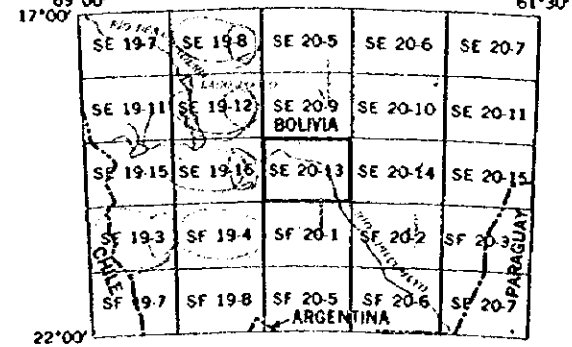 69°00' 61°30'
17°00'
SE 19-7 SE 19-8 SE 20-5 SE 20-6 SE 20-7
SE 19-11 SE 19-12 SE 20-9 SE 20-10 SE 20-11
BOLIVIA
SE 19-15 SE 19-16 SE 20-13 SE 20-14 SE 20-15
SF 19-3 SF 19-4 SF 20-1 SF 20-2 SF 20-3
CHILE
RIO PILCOMAYO
PARAGUAY
SF 19-7 SF 19-8 SF 20-5 SF 20-6 SF 20-7
ARGENTINA
22°00'